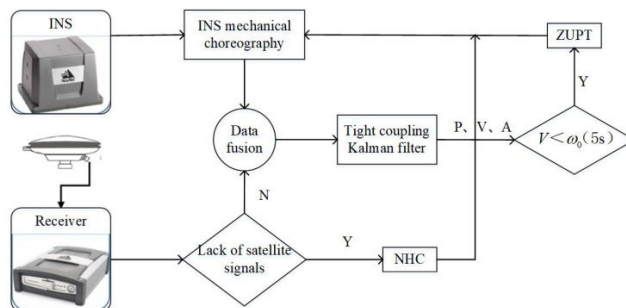 INS
INS mechanical
choreography
ZUPT
Y
Data
fusion
Tight coupling
Kalman filter
P、V、A
V＜ω₀(5s)
N
Receiver
Lack of satellite
signals
Y
NHC